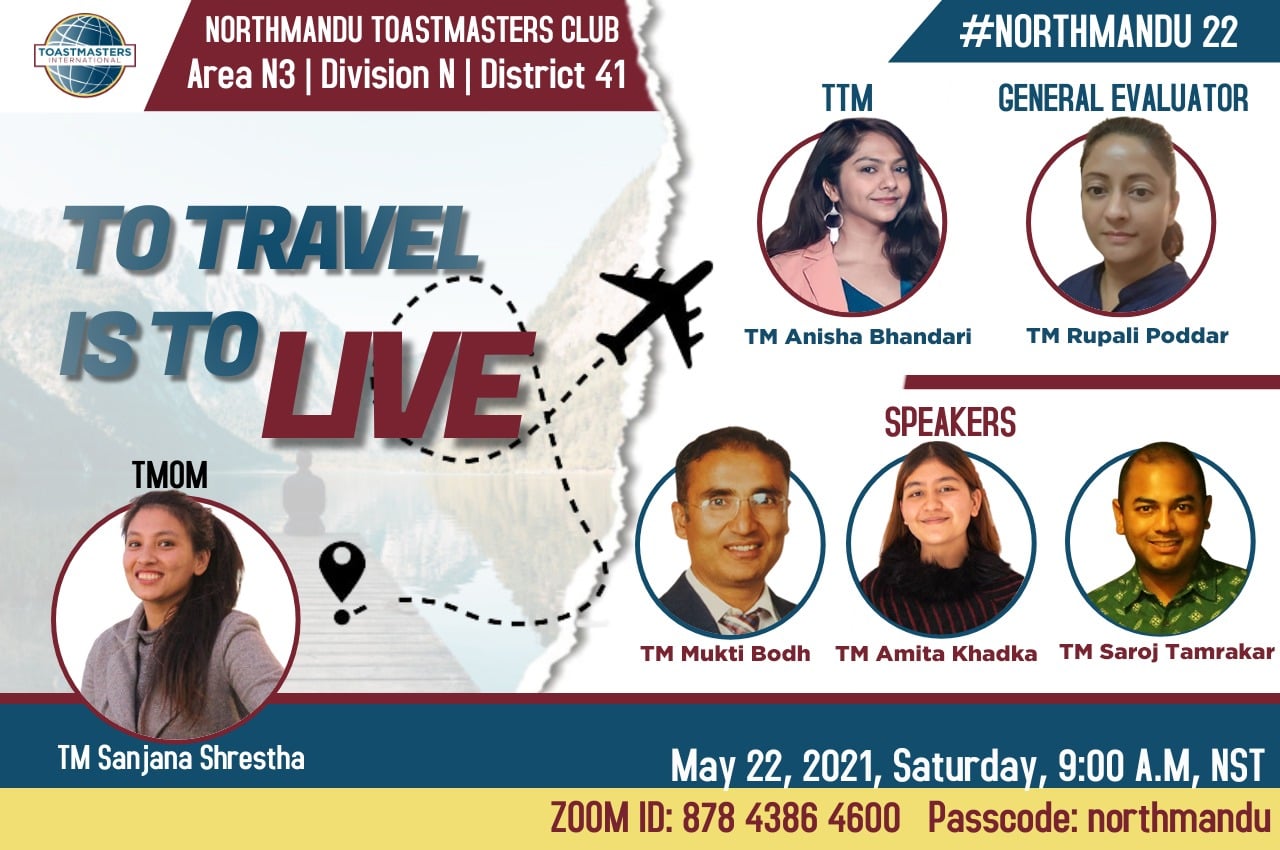 TOASTMASTERS
INTERNATIONAL
NORTHMANDU TOASTMASTERS CLUB
Area N3 | Division N | District 41
#NORTHMANDU 22
TO TRAVEL
IS TO LIVE
TMOM
TM Sanjana Shrestha
TTM
TM Anisha Bhandari
GENERAL EVALUATOR
TM Rupali Poddar
SPEAKERS
TM Mukti Bodh
TM Amita Khadka
TM Saroj Tamrakar
May 22, 2021, Saturday, 9:00 A.M, NST
ZOOM ID: 878 4386 4600 Passcode: northmandu